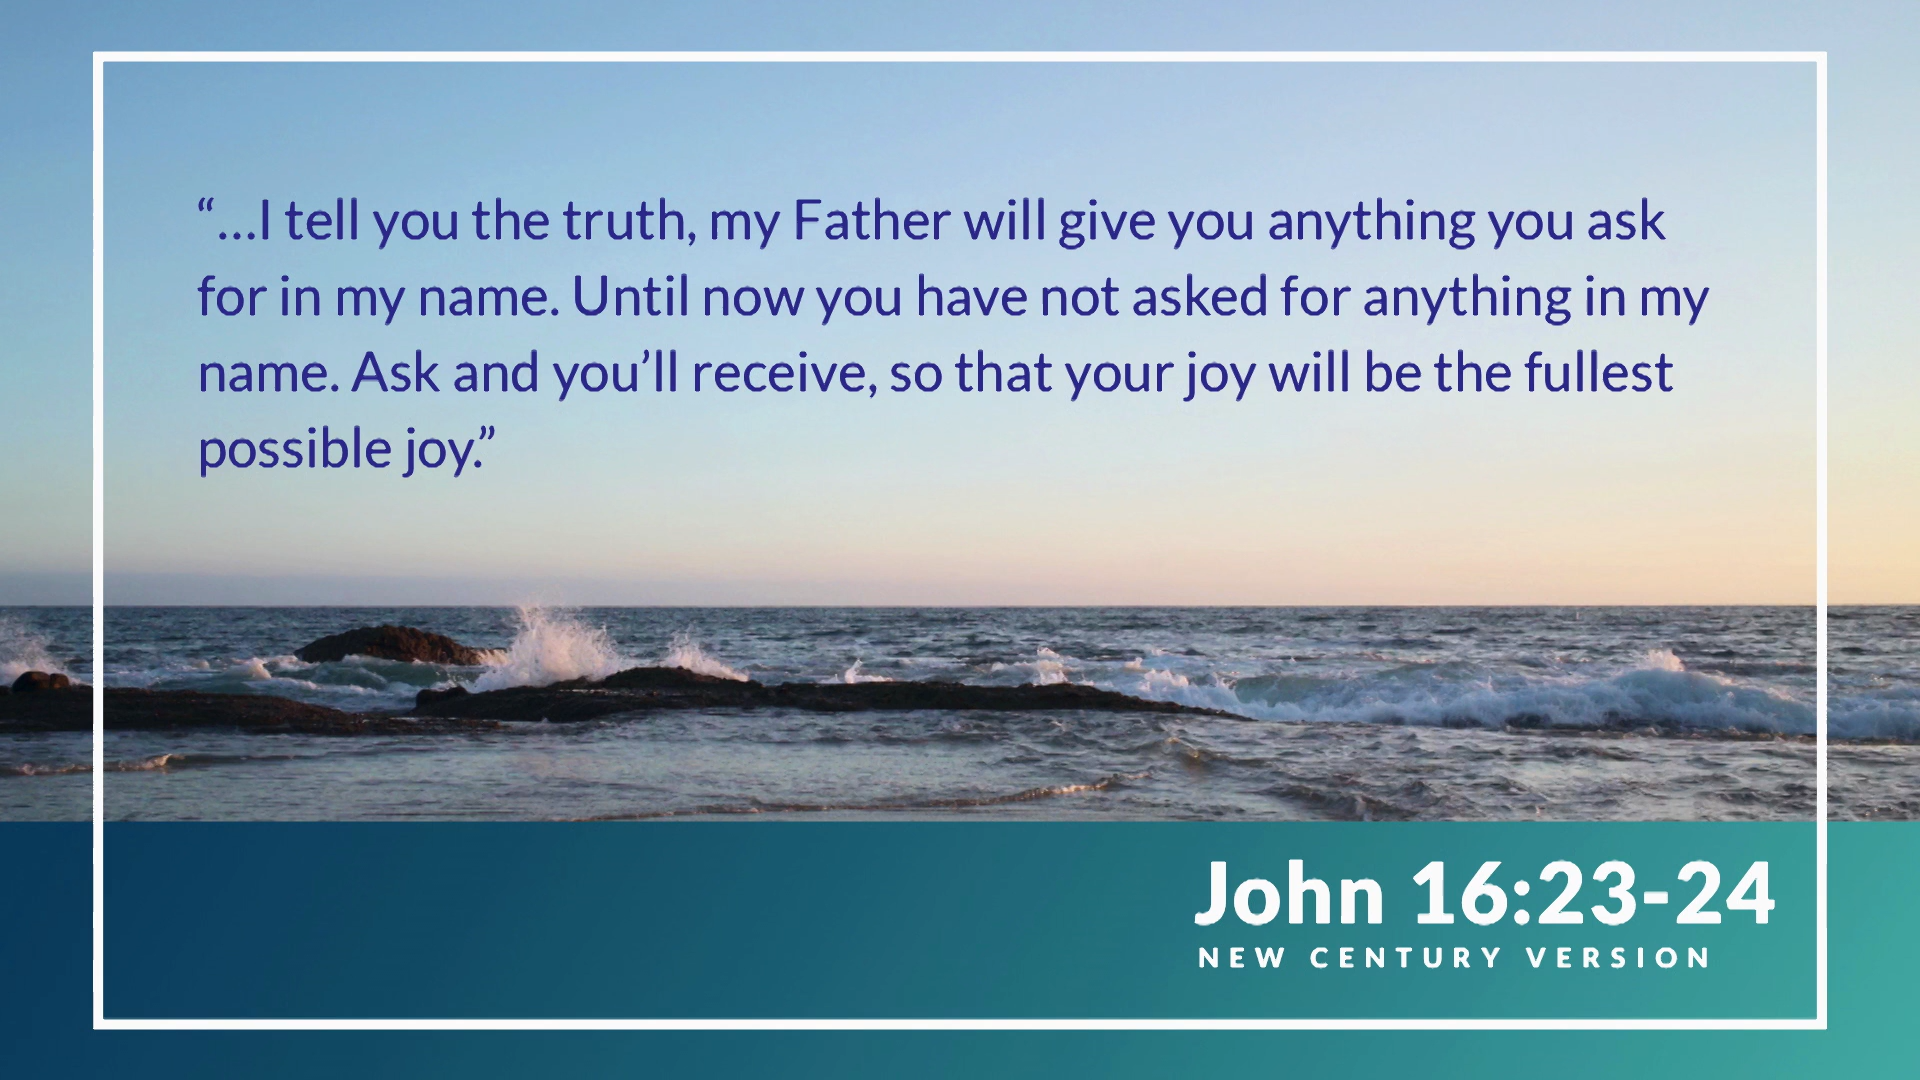 “...I tell you the truth, my Father will give you anything you ask
for in my name. Until now you have not asked for anything in my
name. Ask and you’ll receive, so that your joy will be the fullest
possible joy.”
John 16:23-24
NEW CENTURY VERSION